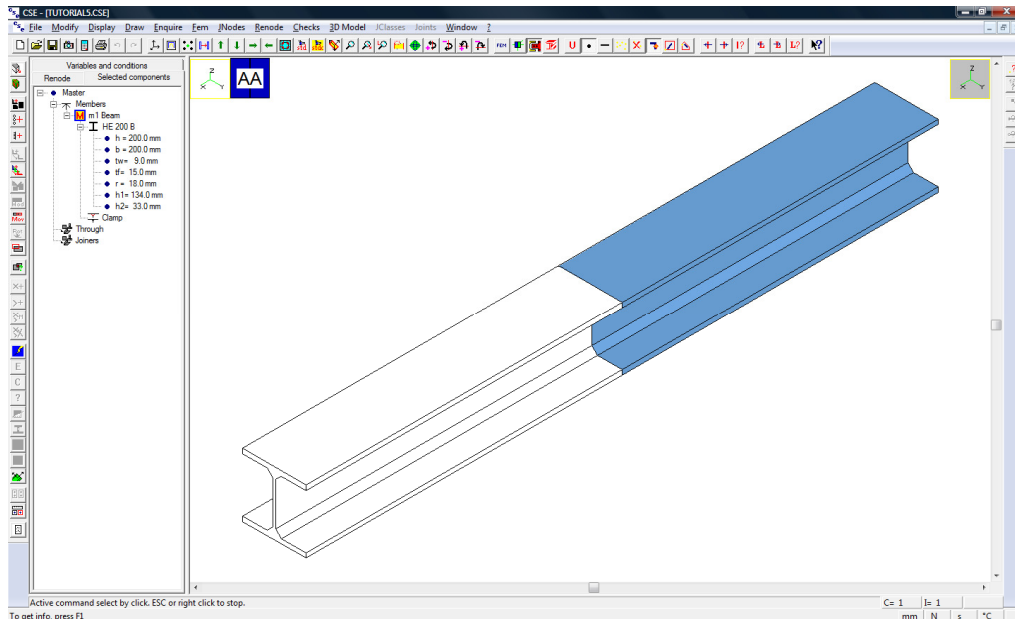 CSE - [TUTORIAL5.CSE]
File Modify Display Draw Enquire Fem JNodes Renode Checks 3D Model JClasses Joints Window ?
Variables and conditions
Renode Selected components
Master
Members
m1 Beam
HE 200 B
h = 200.0 mm
b = 200.0 mm
tw= 9.0 mm
tf= 15.0 mm
r = 18.0 mm
h1= 134.0 mm
h2= 33.0 mm
Clamp
Through
Joiners
Z
X Y
AA
Z
X Y
Active command select by click. ESC or right click to stop.
C= 1 I= 1
To get info, press F1
mm N s °C